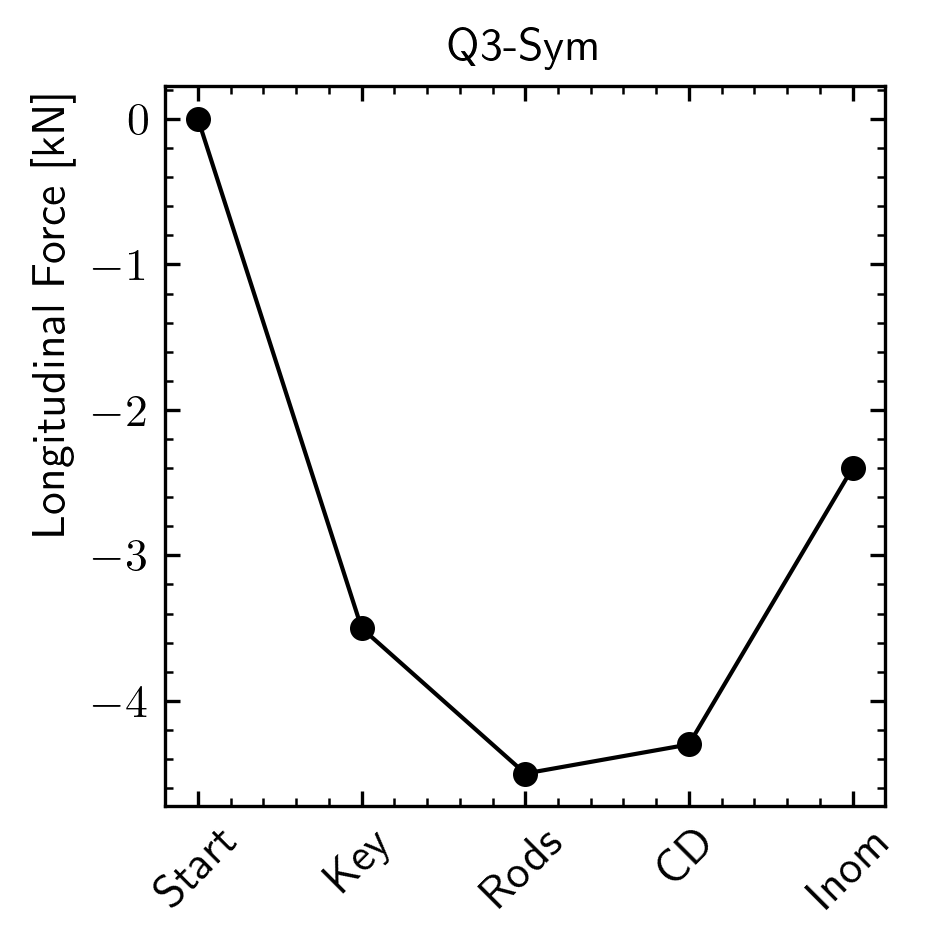 Q3-Sym
Longitudinal Force [kN]
0
−1
−2
−3
−4
Start
Key
Rods
CD
Inom